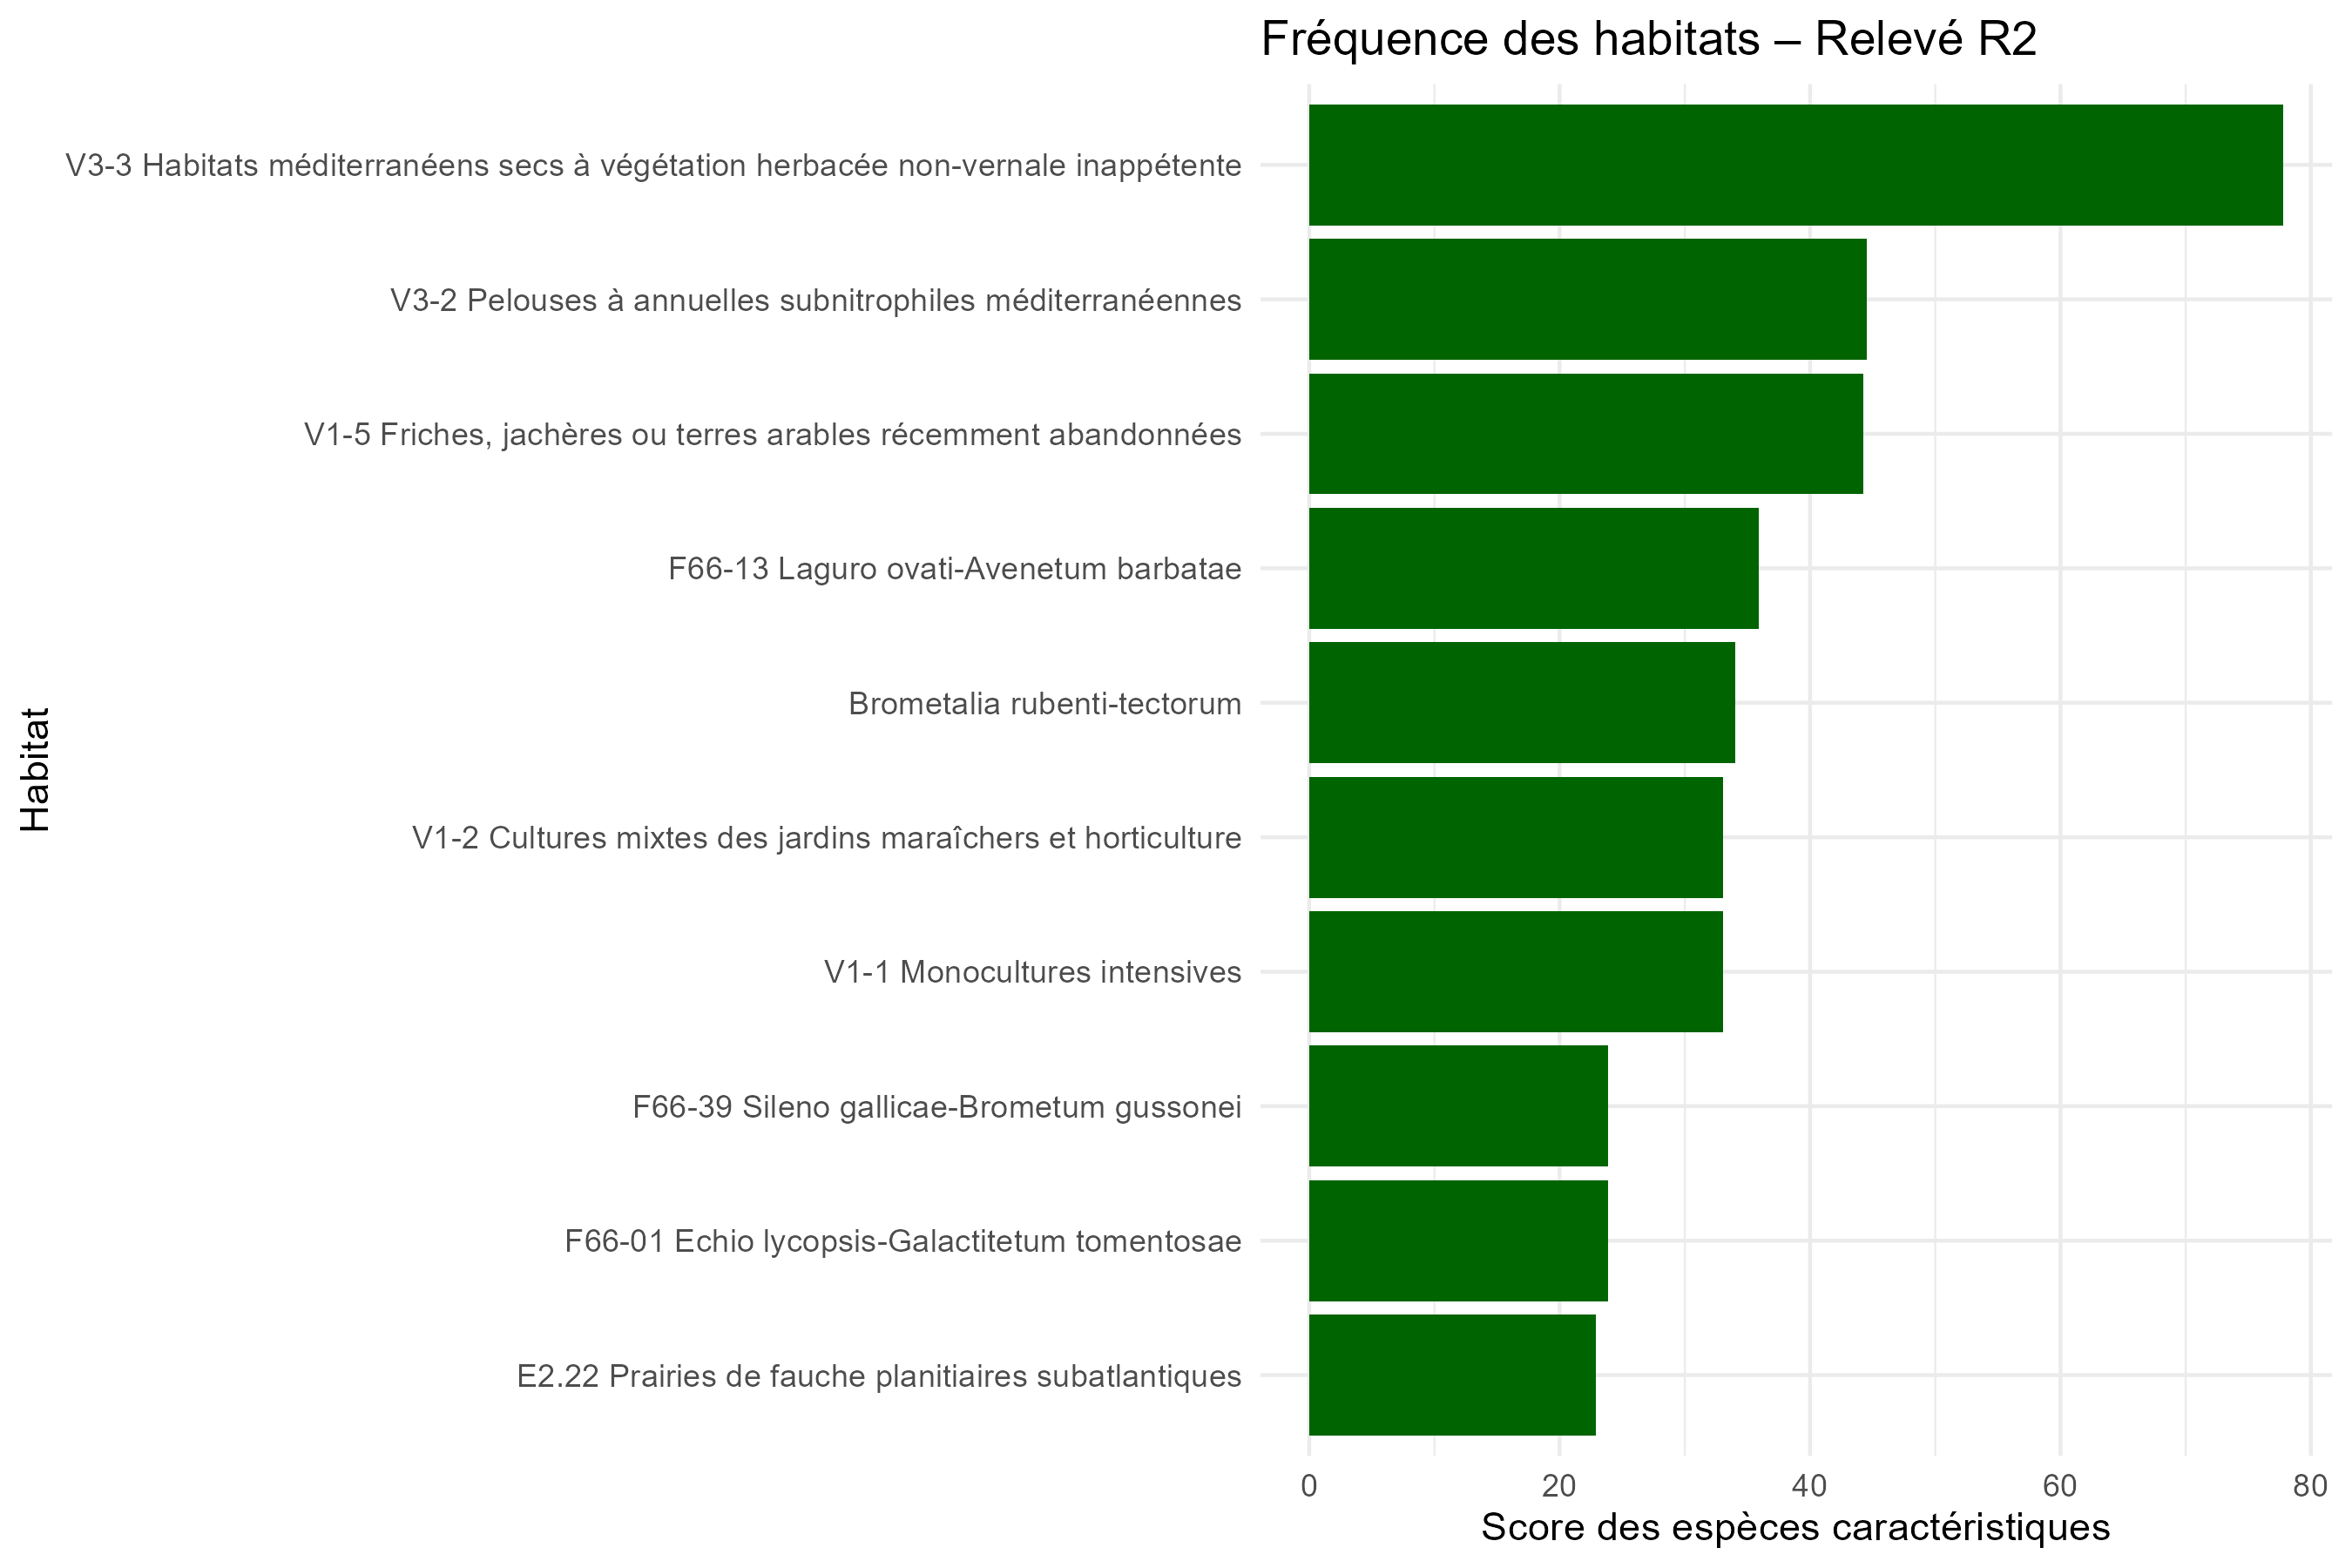 Fréquence des habitats – Relevé R2
V3-3 Habitats méditerranéens secs à végétation herbacée non-vernale inappétente
V3-2 Pelouses à annuelles subnitrophiles méditerranéennes
V1-5 Friches, jachères ou terres arables récemment abandonnées
F66-13 Laguro ovati-Avenetum barbatae
Brometalia rubenti-tectorum
V1-2 Cultures mixtes des jardins maraîchers et horticulture
V1-1 Monocultures intensives
F66-39 Sileno gallicae-Brometum gussonei
F66-01 Echio lycopsis-Galactitetum tomentosae
E2.22 Prairies de fauche planitiaires subatlantiques
Habitat
0 20 40 60 80
Score des espèces caractéristiques